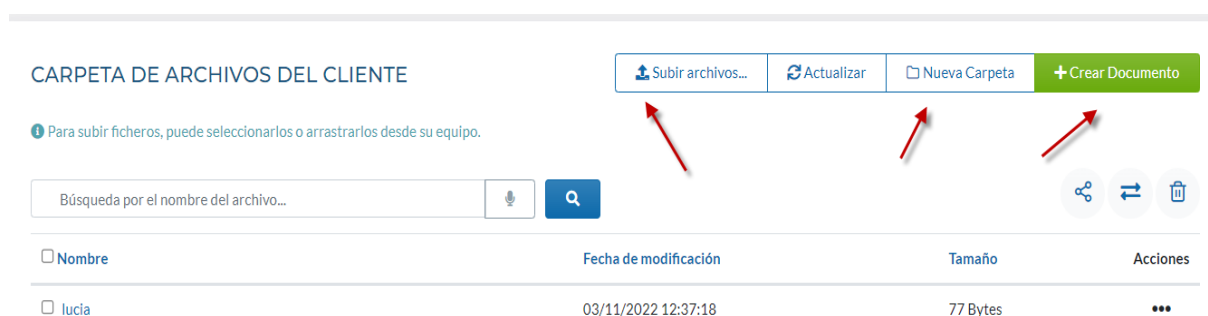 CARPETA DE ARCHIVOS DEL CLIENTE
Subir archivos... Actualizar Nueva Carpeta + Crear Documento
Para subir ficheros, puede seleccionarlos o arrastrarlos desde su equipo.
Búsqueda por el nombre del archivo...
Nombre Fecha de modificación Tamaño Acciones
lucia 03/11/2022 12:37:18 77 Bytes •••